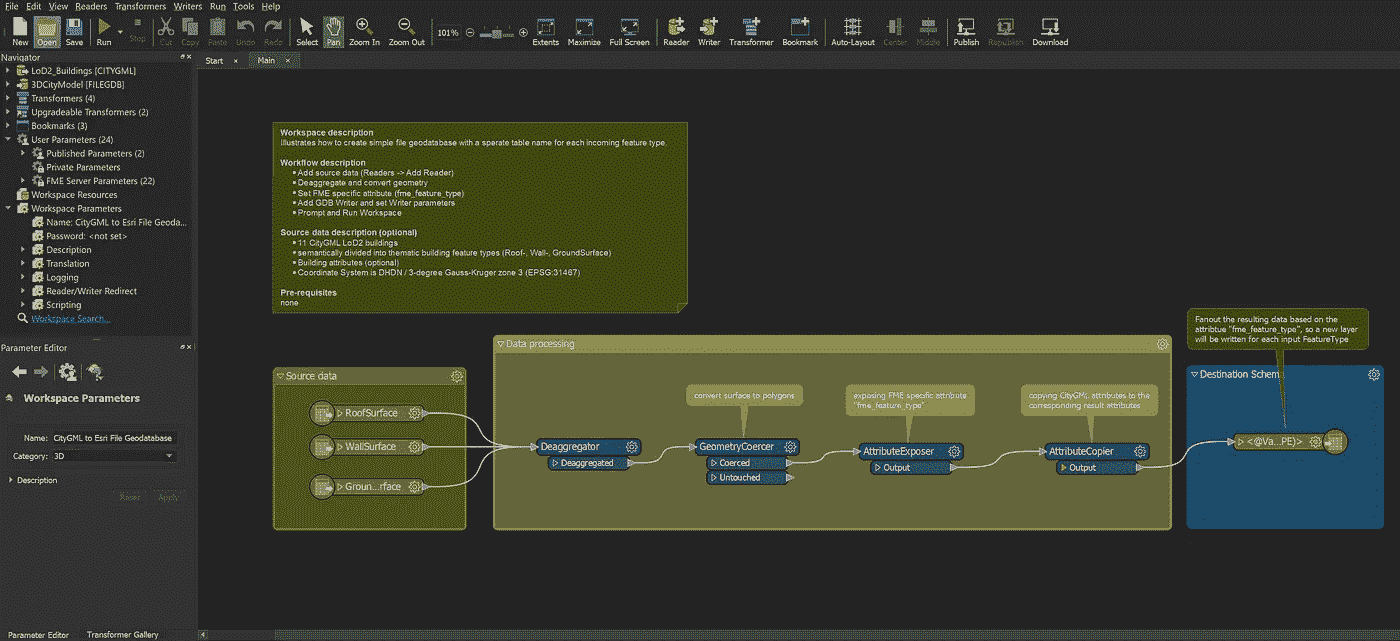 File Edit View Readers Transformers Writers Run Tools Help
New Open Save Run Stop Cut Copy Paste Undo Redo Select Pan Zoom In Zoom Out 101% Extents Maximize Full Screen Reader Writer Transformer Bookmark Auto-Layout Center Middle Publish Republish Download
Navigator
LoD2_Buildings [CITYGML]
3DCityModel [FILEGDB]
Transformers (4)
Upgradeable Transformers (2)
Bookmarks (3)
User Parameters (24)
Published Parameters (2)
Private Parameters
FME Server Parameters (22)
Workspace Resources
Workspace Parameters
Name: CityGML to Esri File Geoda...
Password: <not set>
Description
Translation
Logging
Reader/Writer Redirect
Scripting
Workspace Search...
Parameter Editor
Workspace Parameters
Name: CityGML to Esri File Geodatabase
Category: 3D
Description
Reset Apply
Parameter Editor Transformer Gallery
Start Main
Workspace description
Illustrates how to create simple file geodatabase with a sperate table name for each incoming feature type.
Workflow description
• Add source data (Readers -> Add Reader)
• Deaggregate and convert geometry
• Set FME specific attribute (fme_feature_type)
• Add GDB Writer and set Writer parameters
• Prompt and Run Workspace
Source data description (optional)
• 11 CityGML LoD2 buildings
• semantically divided into thematic building feature types (Roof-, Wall-, GroundSurface)
• Building attributes (optional)
• Coordinate System is DHDN / 3-degree Gauss-Kruger zone 3 (EPSG:31467)
Pre-requisites
none
Source data
RoofSurface
WallSurface
Groun...rface
Data processing
convert surface to polygons
exposing FME specific attribute
"fme_feature_type"
copying CityGML attributes to the
corresponding result attributes
Deaggregator
Deaggregated
GeometryCoercer
Coerced
Untouched
AttributeExposer
Output
AttributeCopier
Output
Fanout the resulting data based on the
attribtue "fme_feature_type", so a new layer
will be written for each input FeatureType
Destination Schem
<@Va...PE)>